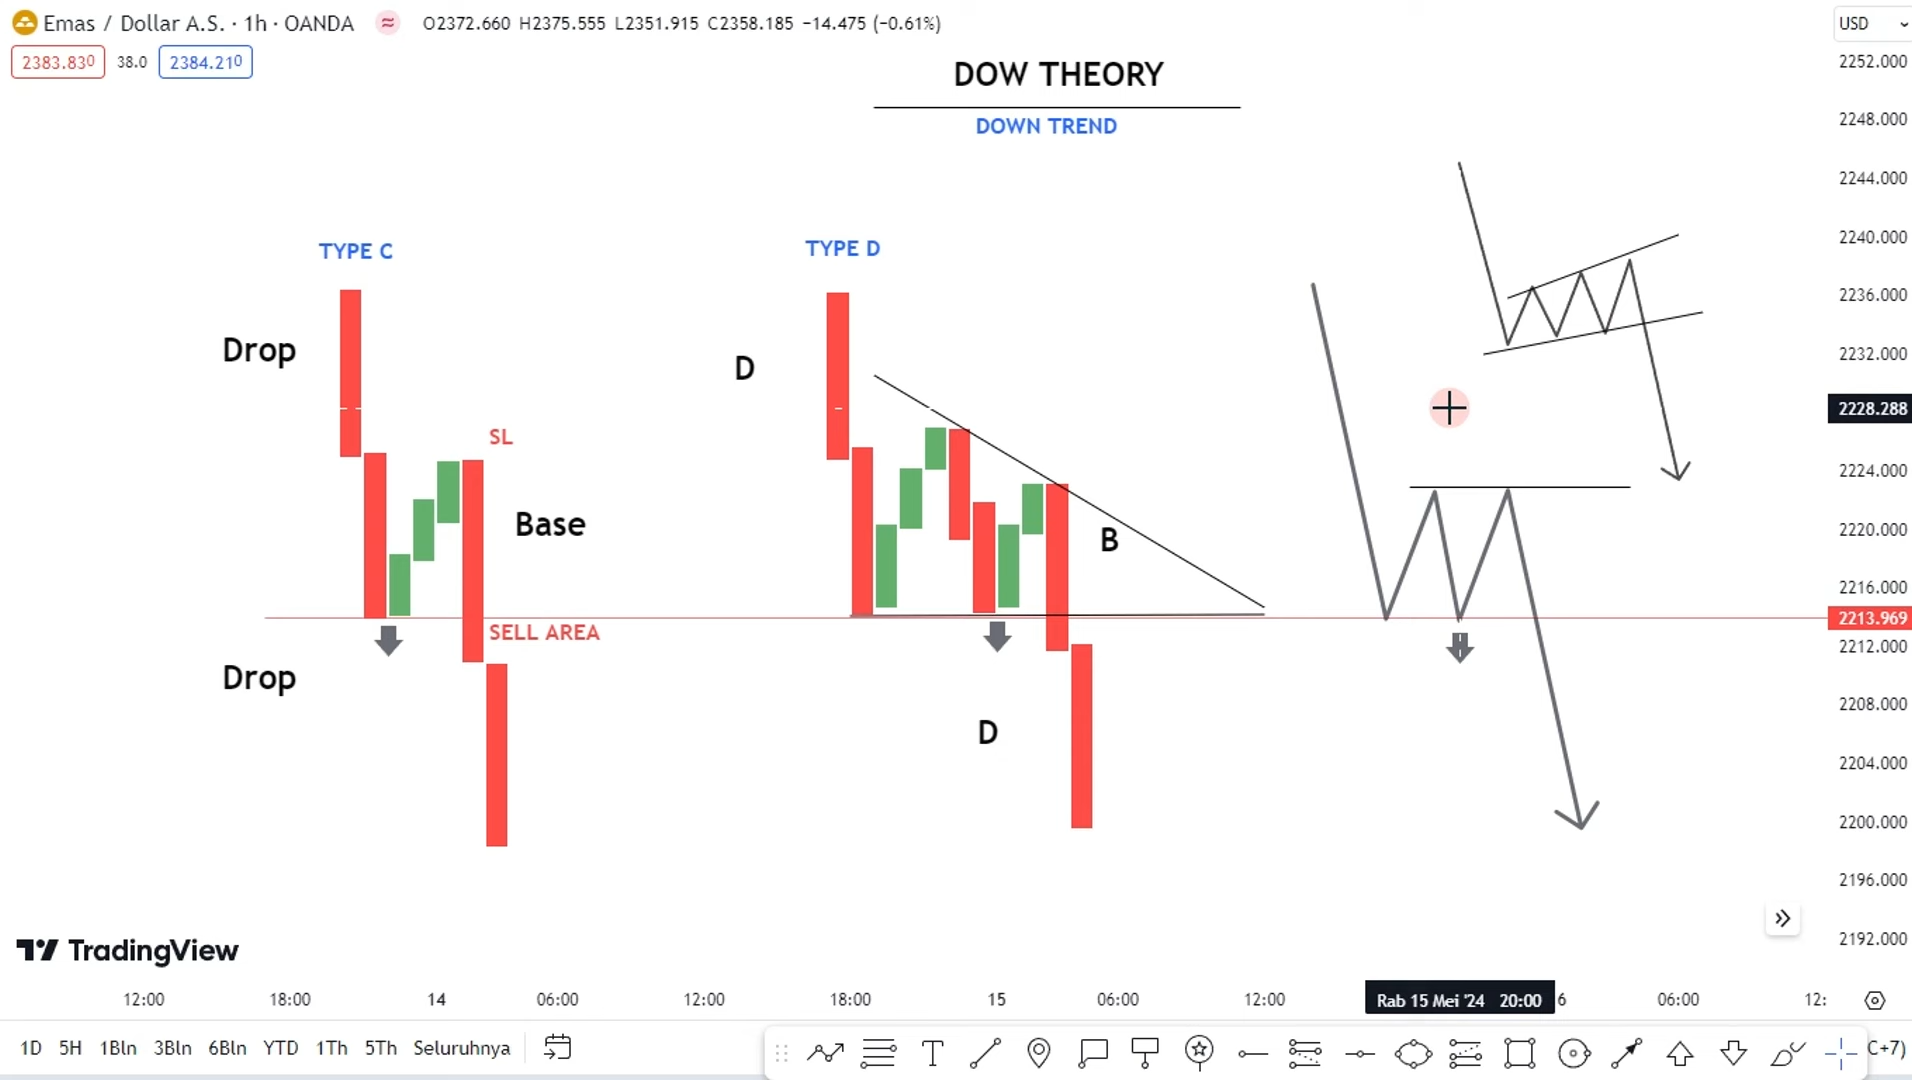 Emas / Dollar A.S. · 1h · OANDA ≈ O2372.660 H2375.555 L2351.915 C2358.185 −14.475 (−0.61%)
USD
2383.830 38.0 2384.210
DOW THEORY
DOWN TREND
TYPE C
TYPE D
Drop
D
SL
Base
B
SELL AREA
Drop
D
2252.000
2248.000
2244.000
2240.000
2236.000
2232.000
2228.288
2224.000
2220.000
2216.000
2213.969
2212.000
2208.000
2204.000
2200.000
2196.000
2192.000
TradingView
12:00 18:00 14 06:00 12:00 18:00 15 06:00 12:00 Rab 15 Mei '24 20:00 6 06:00 12:
1D 5H 1Bln 3Bln 6Bln YTD 1Th 5Th Seluruhnya
C+7)